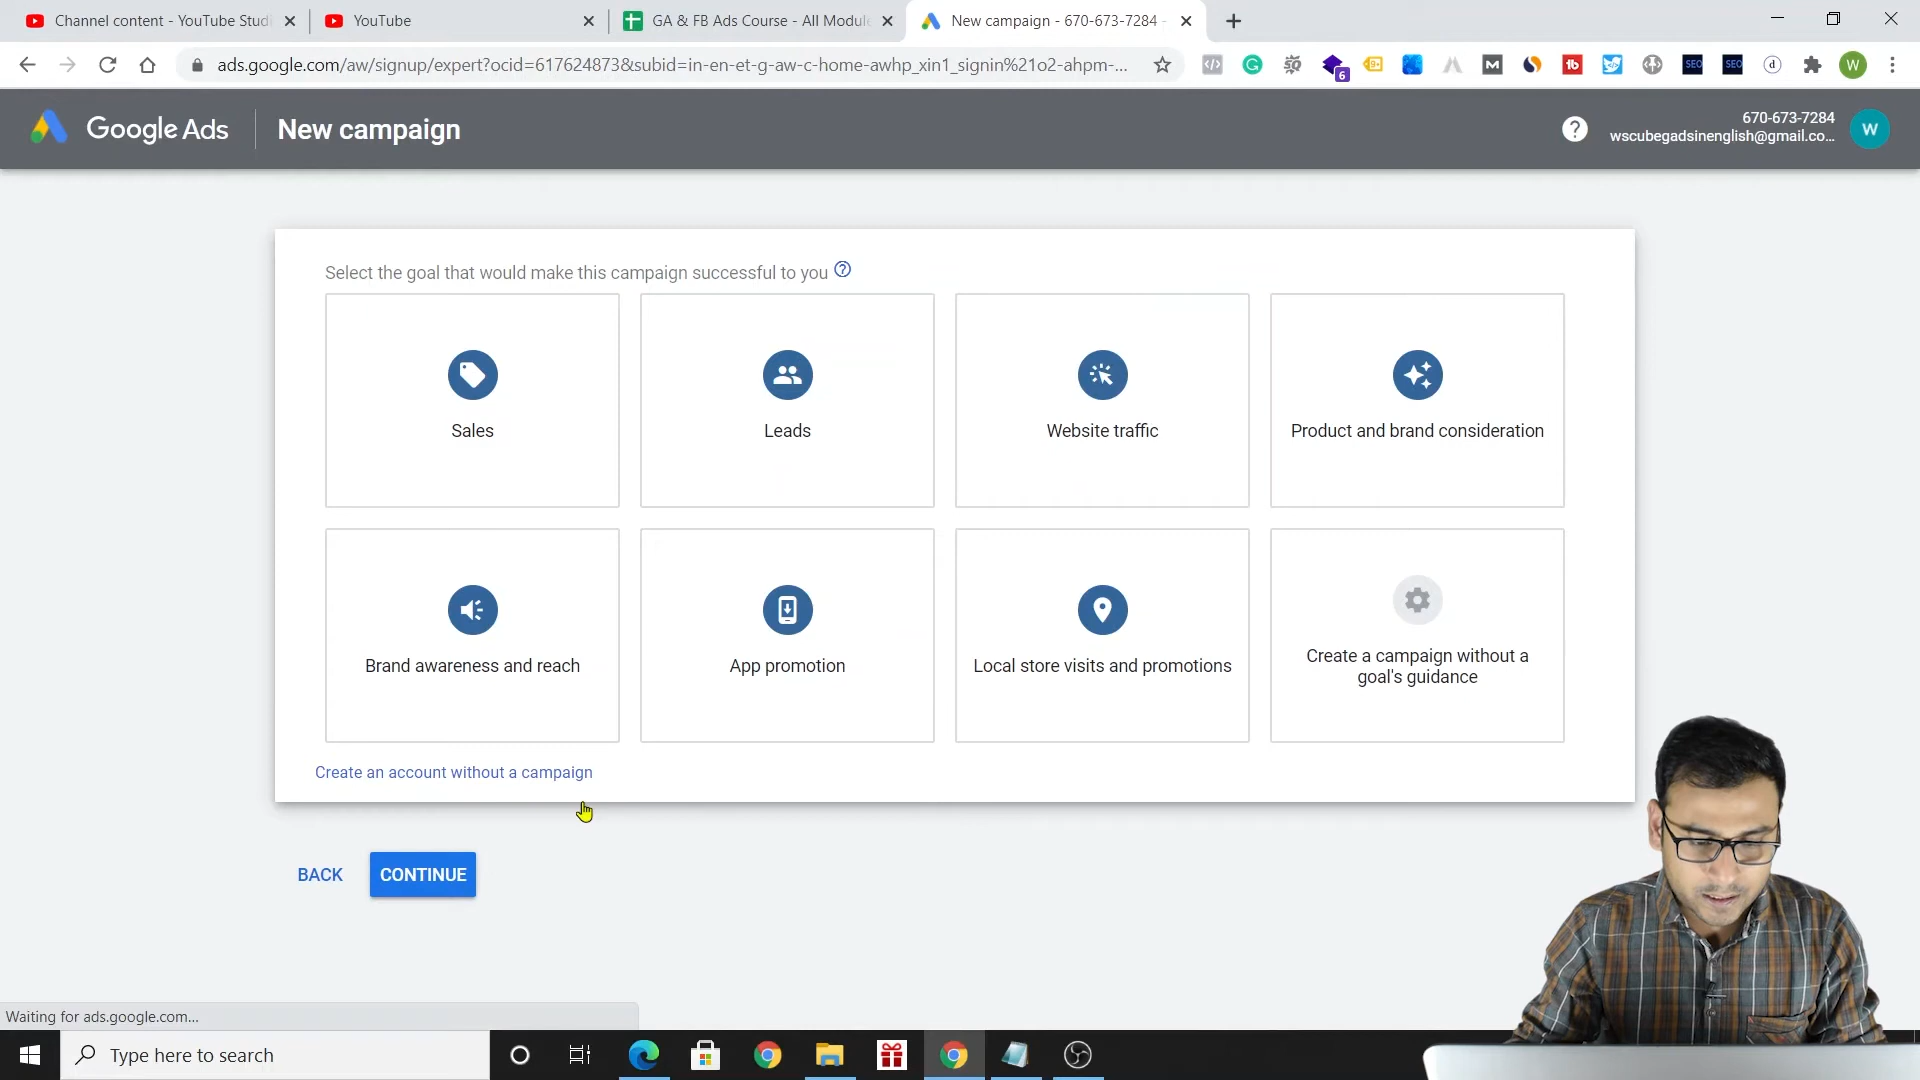 Channel content - YouTube Studi
YouTube
GA & FB Ads Course - All Module
New campaign - 670-673-7284 -
ads.google.com/aw/signup/expert?ocid=617624873&subid=in-en-et-g-aw-c-home-awhp_xin1_signin%21o2-ahpm-...
Google Ads
New campaign
670-673-7284
wscubegadsinenglish@gmail.co...
W
Select the goal that would make this campaign successful to you
Sales
Leads
Website traffic
Product and brand consideration
Brand awareness and reach
App promotion
Local store visits and promotions
Create a campaign without a
goal's guidance
Create an account without a campaign
BACK
CONTINUE
Waiting for ads.google.com...
Type here to search